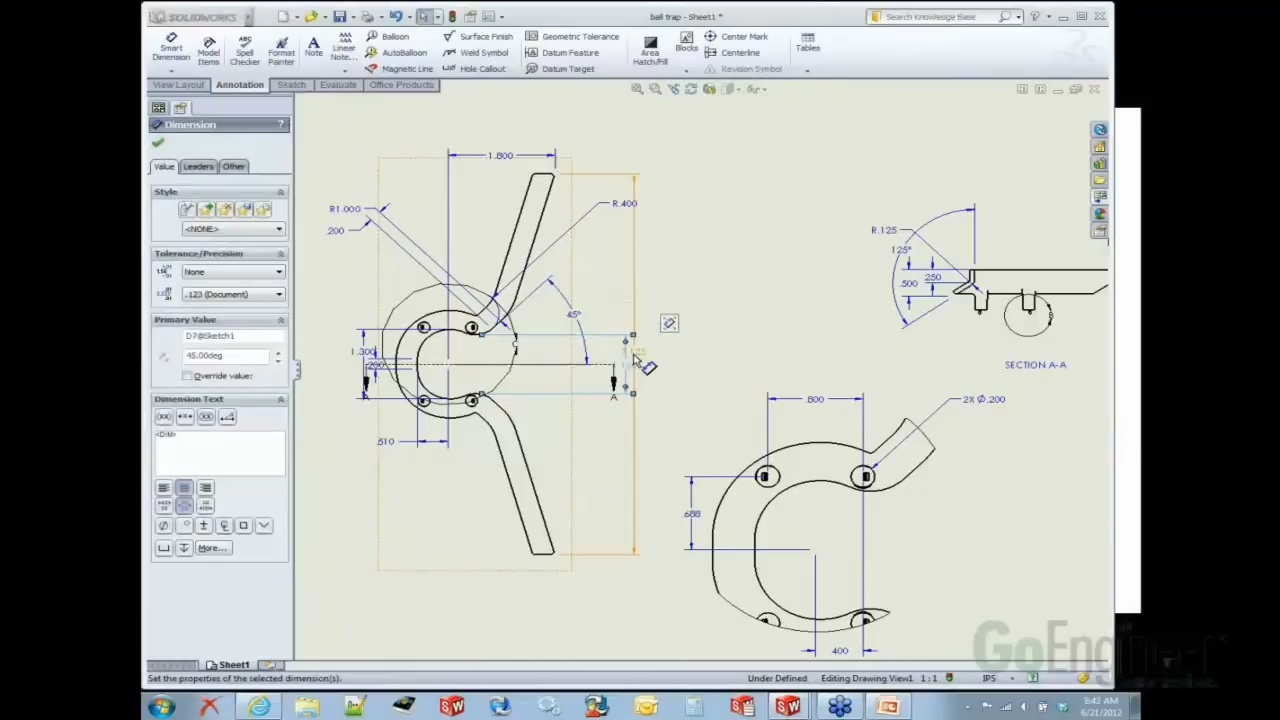 SOLIDWORKS
ball trap - Sheet1 *
Search Knowledge Base
Smart Dimension
Model Items
Spell Checker
Format Painter
Note
Linear Note...
Balloon
AutoBalloon
Magnetic Line
Surface Finish
Weld Symbol
Hole Callout
Geometric Tolerance
Datum Feature
Datum Target
Area Hatch/Fill
Blocks
Center Mark
Centerline
Revision Symbol
Tables
View Layout
Annotation
Sketch
Evaluate
Office Products
Dimension
?
Value
Leaders
Other
Style
<NONE>
Tolerance/Precision
None
.123 (Document)
Primary Value
D7@Sketch1
45.00deg
Override value:
Dimension Text
<DIM>
More...
1.800
R1.000
.200
R.400
45°
1.300
.200
A
A
.510
R.125
125°
.250
.500
SECTION A-A
.800
2X Ø.200
.688
.400
GoEngineer
Sheet1
Set the properties of the selected dimension(s).
Under Defined
Editing Drawing View1
1 : 1
IPS
8:42 AM
6/21/2012